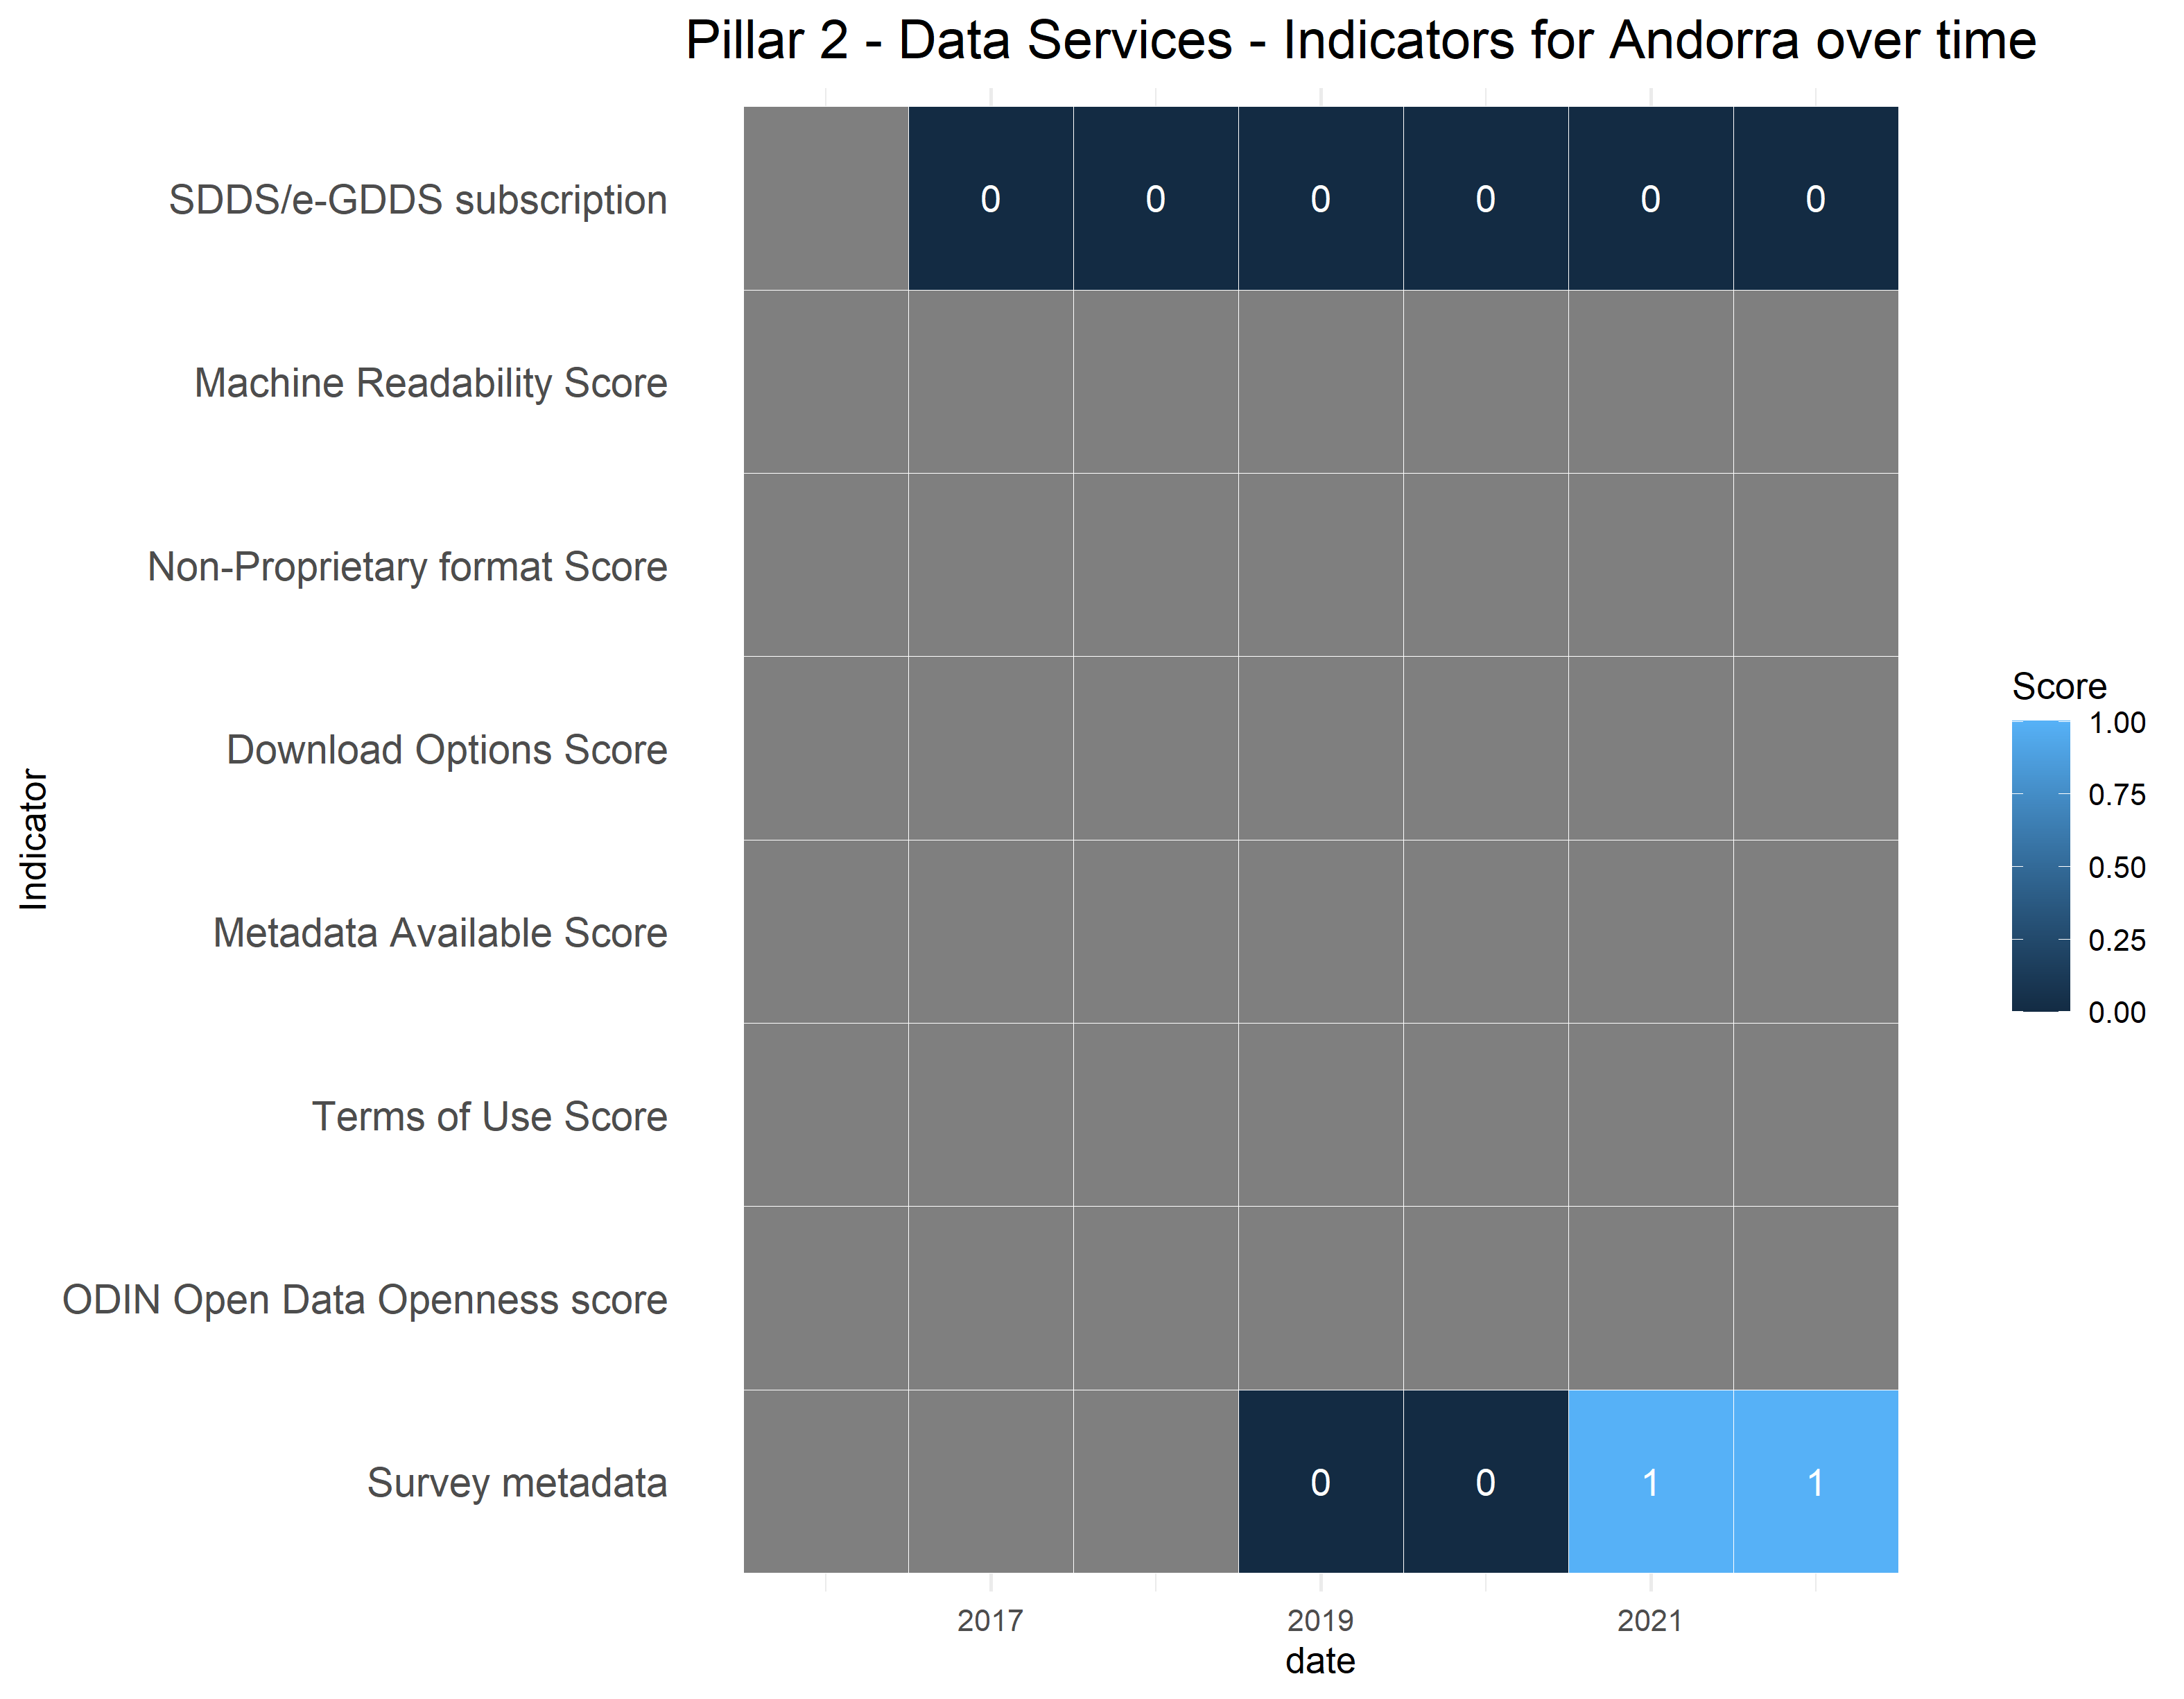 Pillar 2 - Data Services - Indicators for Andorra over time
Indicator
SDDS/e-GDDS subscription
0 0 0 0 0 0
Machine Readability Score
Non-Proprietary format Score
Download Options Score
Metadata Available Score
Terms of Use Score
ODIN Open Data Openness score
Survey metadata
0 0 1 1
2017 2019 2021
date
Score
1.00
0.75
0.50
0.25
0.00